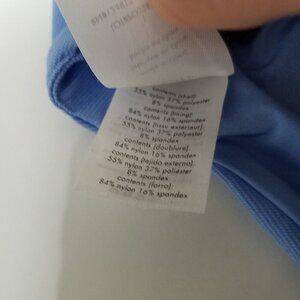 contents (shell):
55% nylon 37% polyester
8% spandex
contents (lining):
84% nylon 16% spandex
contents (tissu extérieur):
55% nylon 37% polyester
8% spandex
contents (doublure):
84% nylon 16% spandex
contents (tejido externo):
55% nylon 37% poliéster
8% spandex
contents (forro):
84% nylon 16% spandex